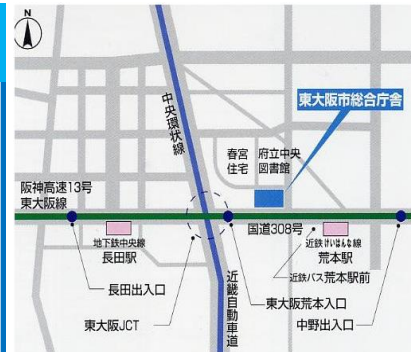 N
東大阪市総合庁舎
中央環状線
春宮
住宅
府立中央
図書館
阪神高速13号
東大阪線
国道308号
地下鉄中央線
長田駅
近鉄けいはんな線
荒本駅
近鉄バス荒本駅前
長田出入口
東大阪荒本入口
東大阪JCT
近畿自動車道
中野出入口